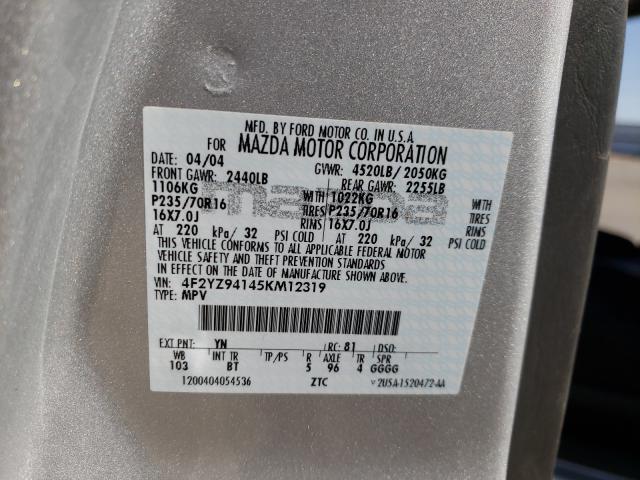 MFD. BY FORD MOTOR CO. IN U.S.A.
FOR MAZDA MOTOR CORPORATION
DATE: 04/04 GVWR: 4520LB/ 2050KG
FRONT GAWR: 2440LB REAR GAWR: 2255LB
1106KG WITH 1022KG WITH
P235/70R16 TIRES P235/70R16 TIRES
16X7.0J RIMS 16X7.0J RIMS
AT 220 kPa/ 32 PSI COLD AT 220 kPa/ 32 PSI COLD
THIS VEHICLE CONFORMS TO ALL APPLICABLE FEDERAL MOTOR
VEHICLE SAFETY AND THEFT PREVENTION STANDARDS
IN EFFECT ON THE DATE OF MANUFACTURE SHOWN ABOVE.
VIN: 4F2YZ94145KM12319
TYPE: MPV
mazda
EXT PNT: YN RC: 81 DSO:
WB INT TR TP/PS R AXLE TR SPR
103 BT 5 96 4 GGGG
1200404054536 ZTC V 2U5A-1520472-AA